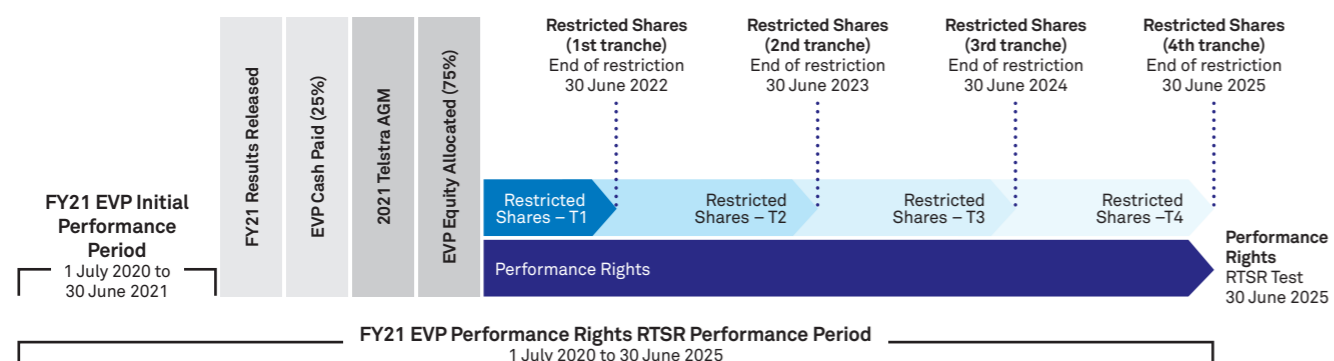 FY21 EVP Initial
Performance
Period
1 July 2020 to
30 June 2021
FY21 Results Released
EVP Cash Paid (25%)
2021 Telstra AGM
EVP Equity Allocated (75%)
Restricted Shares
(1st tranche)
End of restriction
30 June 2022
Restricted Shares
(2nd tranche)
End of restriction
30 June 2023
Restricted Shares
(3rd tranche)
End of restriction
30 June 2024
Restricted Shares
(4th tranche)
End of restriction
30 June 2025
Restricted
Shares – T1
Restricted
Shares – T2
Restricted
Shares – T3
Restricted
Shares –T4
Performance Rights
Performance
Rights
RTSR Test
30 June 2025
FY21 EVP Performance Rights RTSR Performance Period
1 July 2020 to 30 June 2025